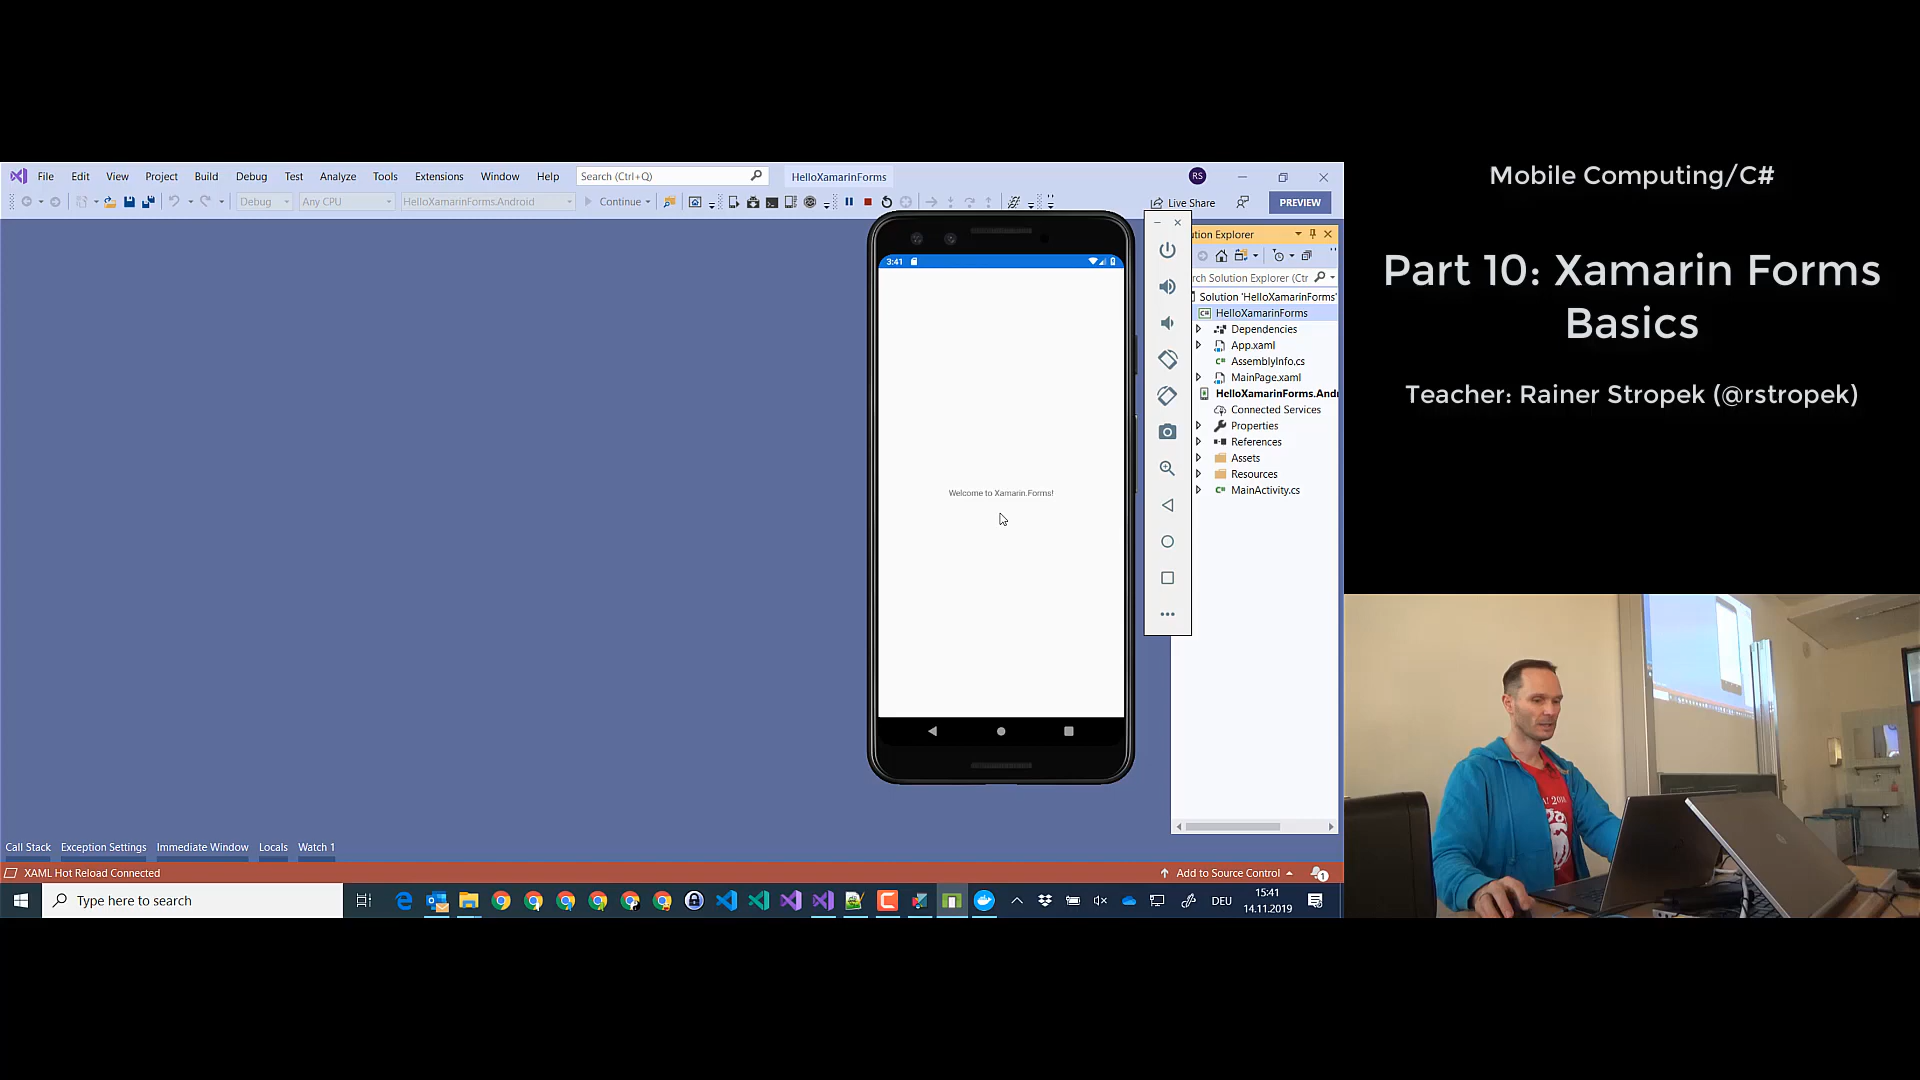 File Edit View Project Build Debug Test Analyze Tools Extensions Window Help Search (Ctrl+Q) HelloXamarinForms RS
Debug Any CPU HelloXamarinForms.Android Continue Live Share PREVIEW
Mobile Computing/C#
Part 10: Xamarin Forms
Basics
Teacher: Rainer Stropek (@rstropek)
3:41
Welcome to Xamarin.Forms!
ution Explorer
rch Solution Explorer (Ctr
Solution 'HelloXamarinForms'
HelloXamarinForms
Dependencies
App.xaml
AssemblyInfo.cs
MainPage.xaml
HelloXamarinForms.Andr
Connected Services
Properties
References
Assets
Resources
MainActivity.cs
Call Stack Exception Settings Immediate Window Locals Watch 1
XAML Hot Reload Connected Add to Source Control 1
Type here to search DEU 15:41
14.11.2019